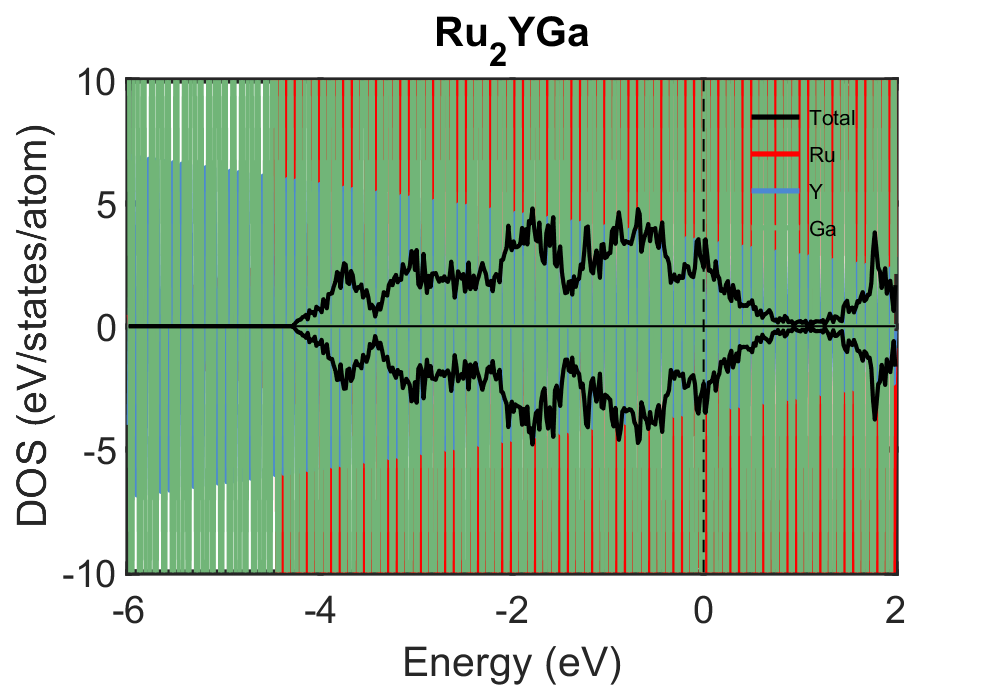 Ru2YGa
10
5
0
-5
-10
DOS (eV/states/atom)
Total
Ru
Y
Ga
-6 -4 -2 0 2
Energy (eV)